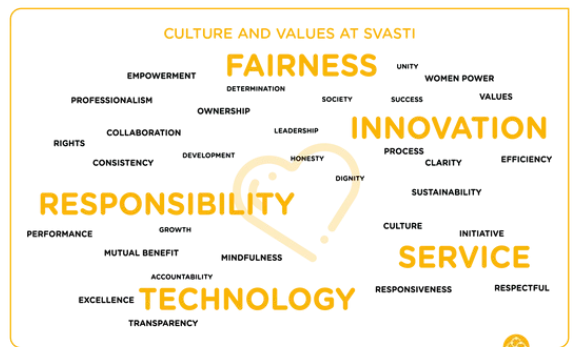 CULTURE AND VALUES AT SVASTI
FAIRNESS
UNITY
EMPOWERMENT
WOMEN POWER
DETERMINATION
PROFESSIONALISM
SOCIETY
SUCCESS
VALUES
OWNERSHIP
COLLABORATION
LEADERSHIP
INNOVATION
RIGHTS
CONSISTENCY
DEVELOPMENT
HONESTY
PROCESS
CLARITY
EFFICIENCY
DIGNITY
SUSTAINABILITY
RESPONSIBILITY
PERFORMANCE
GROWTH
CULTURE
INITIATIVE
MUTUAL BENEFIT
MINDFULNESS
SERVICE
ACCOUNTABILITY
EXCELLENCE
TECHNOLOGY
RESPONSIVENESS
RESPECTFUL
TRANSPARENCY